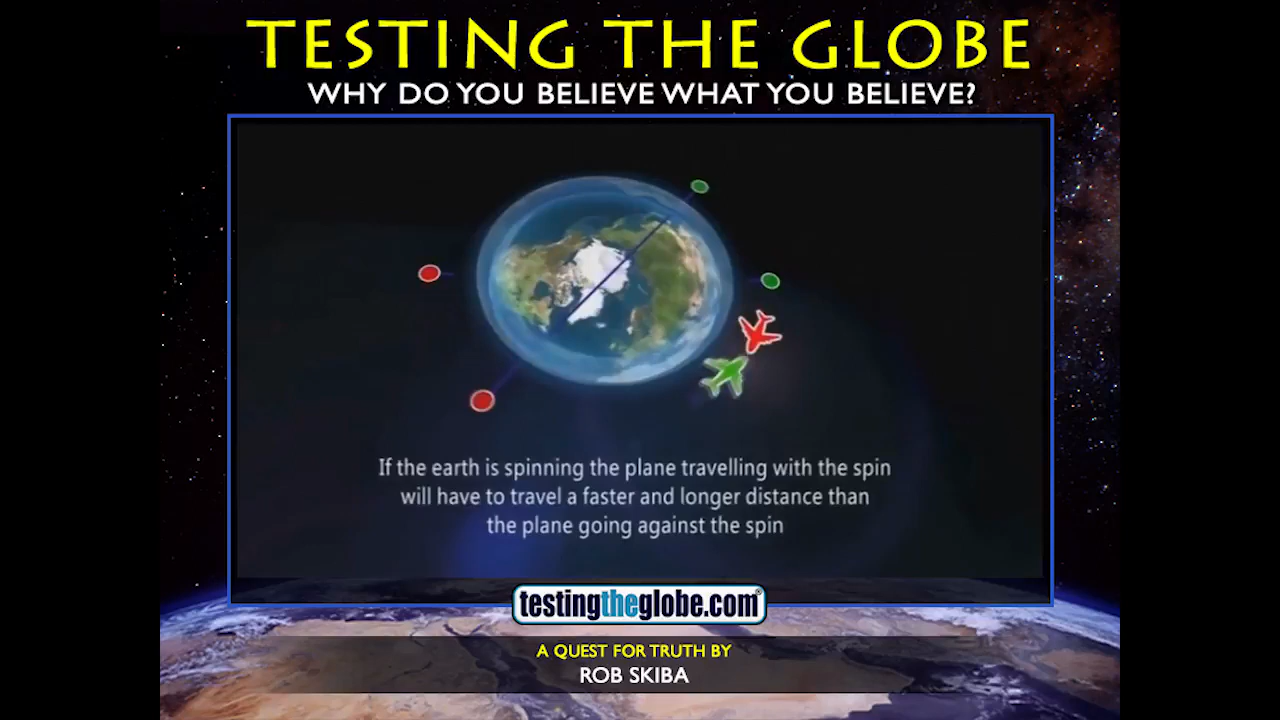 TESTING THE GLOBE
WHY DO YOU BELIEVE WHAT YOU BELIEVE?
If the earth is spinning the plane travelling with the spin
will have to travel a faster and longer distance than
the plane going against the spin
testingtheglobe.com®
A QUEST FOR TRUTH BY
ROB SKIBA